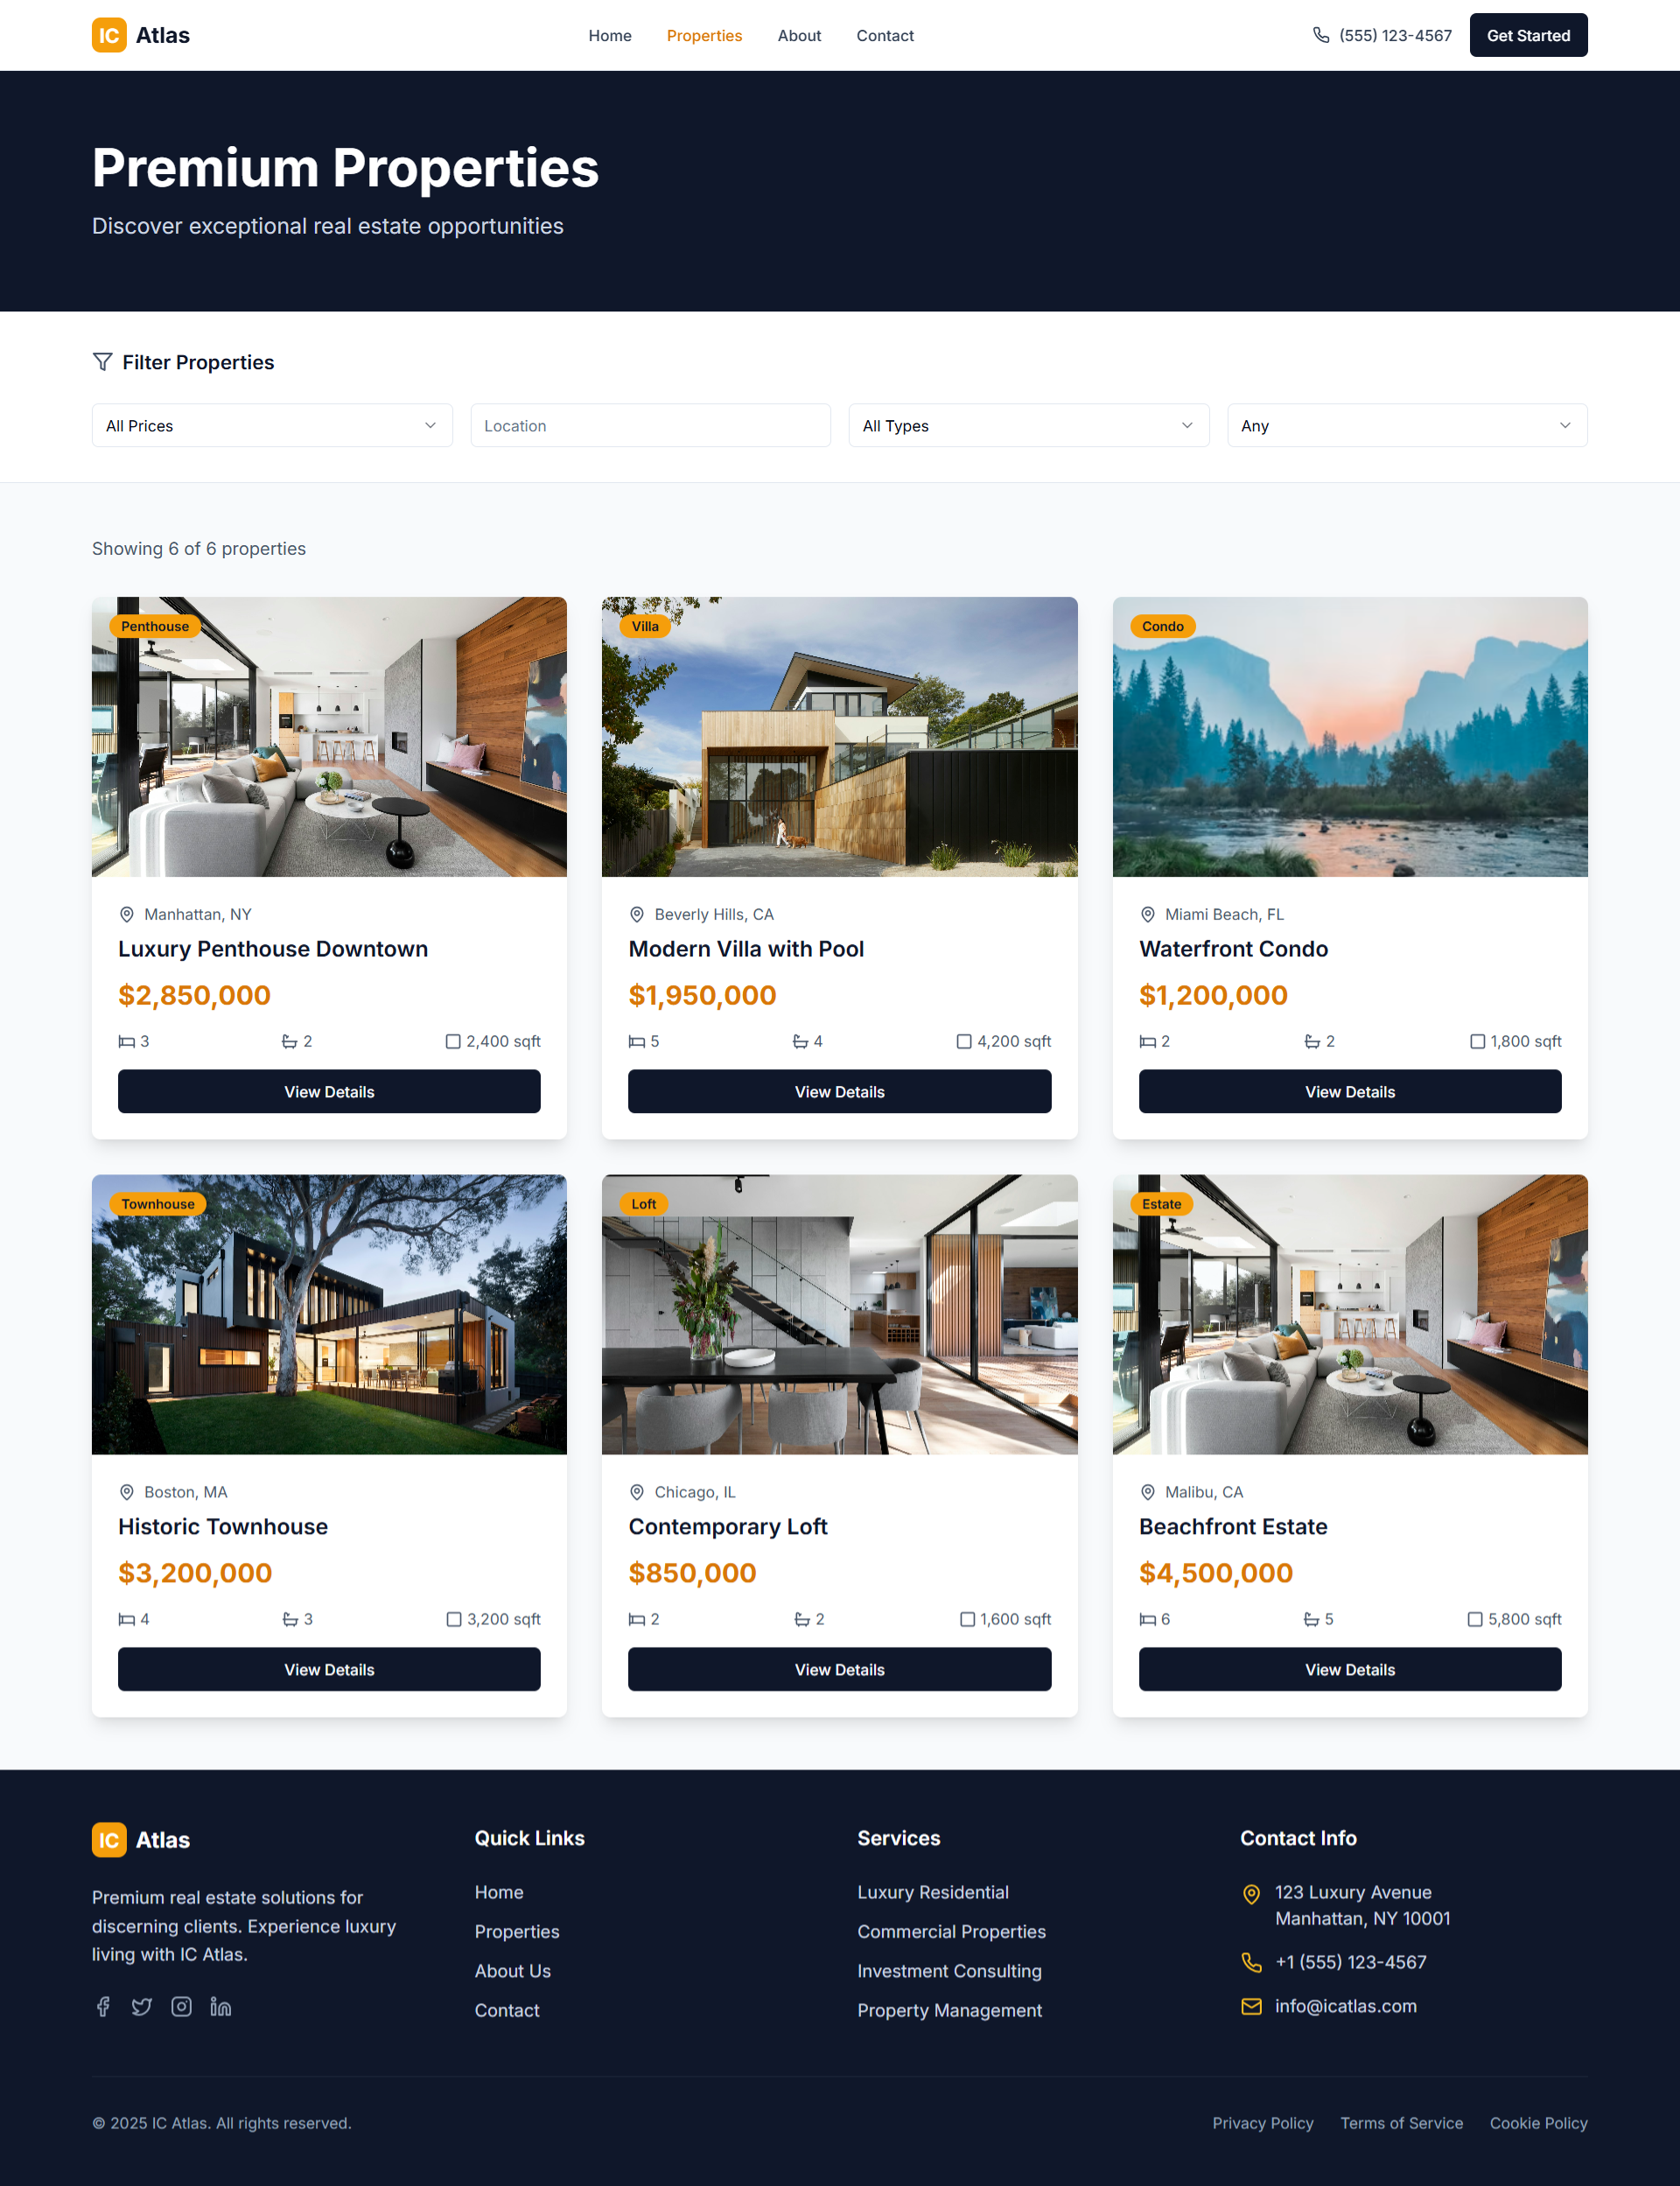 IC Atlas
Home
Properties
About
Contact
(555) 123-4567
Get Started
Premium Properties
Discover exceptional real estate opportunities
Filter Properties
All Prices
Location
All Types
Any
Showing 6 of 6 properties
Penthouse
Manhattan, NY
Luxury Penthouse Downtown
$2,850,000
3
2
2,400 sqft
View Details
Villa
Beverly Hills, CA
Modern Villa with Pool
$1,950,000
5
4
4,200 sqft
View Details
Condo
Miami Beach, FL
Waterfront Condo
$1,200,000
2
2
1,800 sqft
View Details
Townhouse
Boston, MA
Historic Townhouse
$3,200,000
4
3
3,200 sqft
View Details
Loft
Chicago, IL
Contemporary Loft
$850,000
2
2
1,600 sqft
View Details
Estate
Malibu, CA
Beachfront Estate
$4,500,000
6
5
5,800 sqft
View Details
IC Atlas
Premium real estate solutions for
discerning clients. Experience luxury
living with IC Atlas.
Quick Links
Home
Properties
About Us
Contact
Services
Luxury Residential
Commercial Properties
Investment Consulting
Property Management
Contact Info
123 Luxury Avenue
Manhattan, NY 10001
+1 (555) 123-4567
info@icatlas.com
© 2025 IC Atlas. All rights reserved.
Privacy Policy
Terms of Service
Cookie Policy